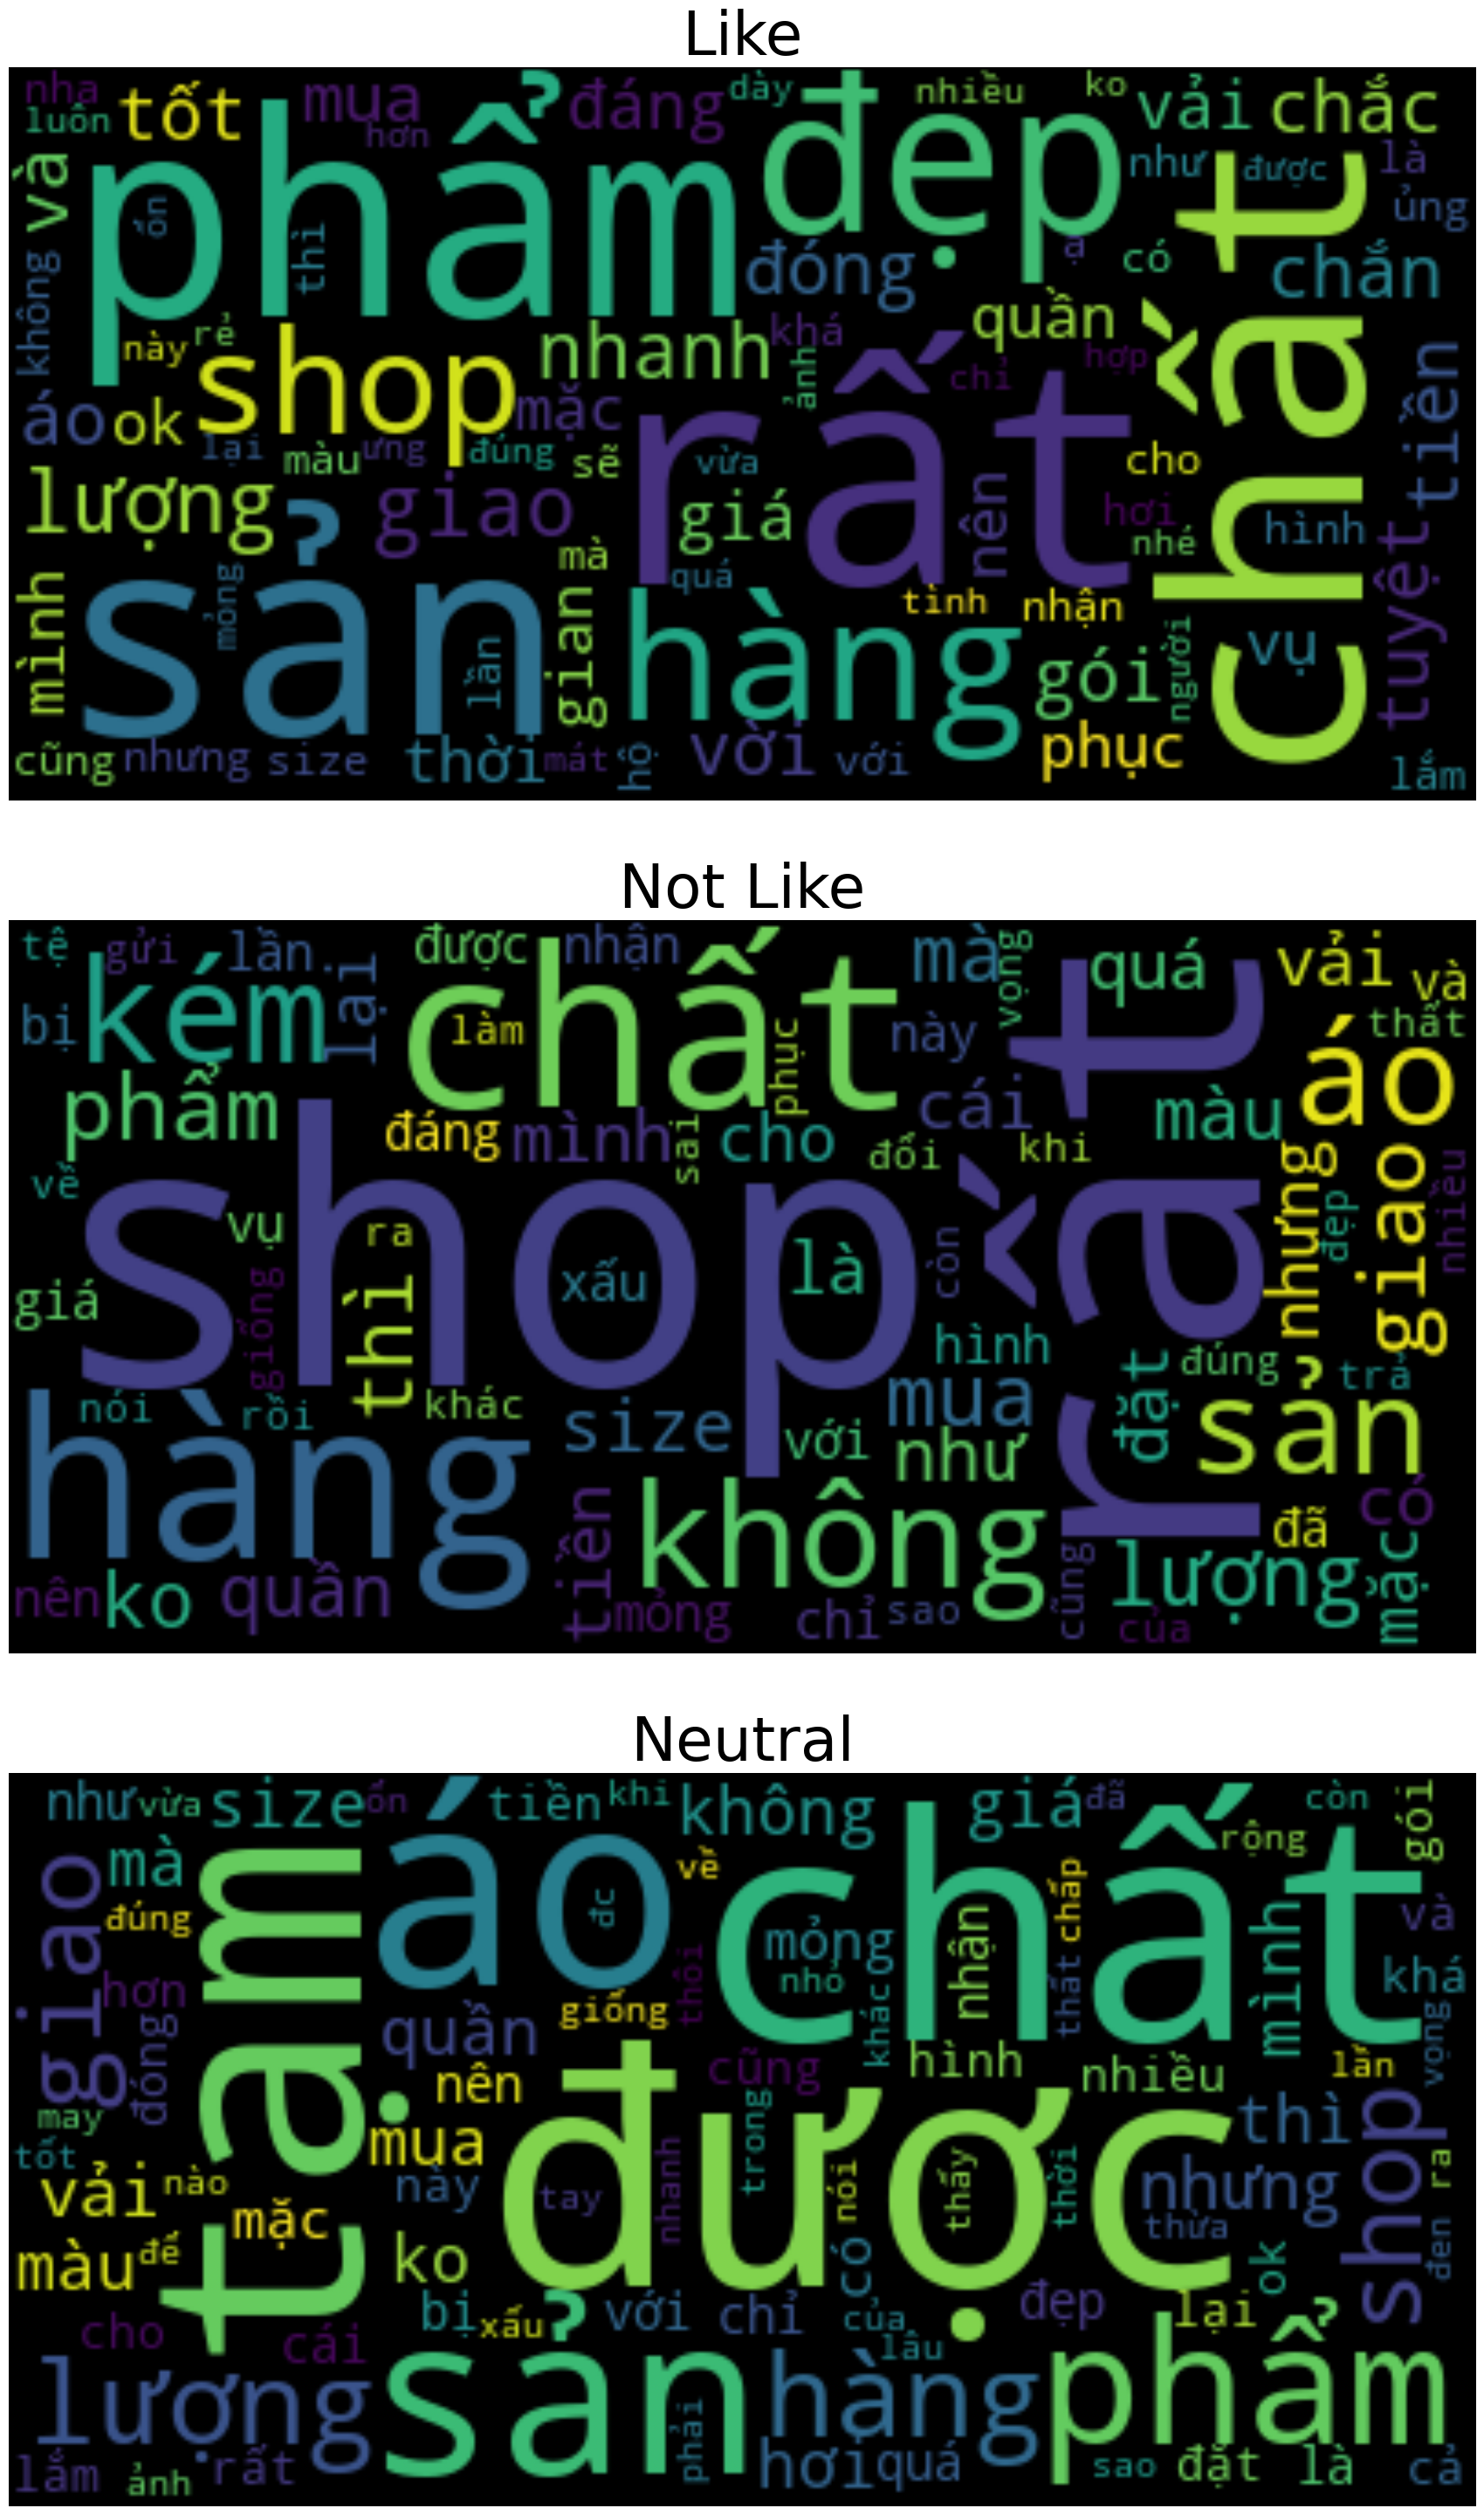 Like
nha
luôn
tốt
mua
hơn
đáng
dày
nhiều
ko
vải
chắc
và
phẩm
ổn
thì
đẹp
như
được
là
ủng
chất
đóng
ạ
có
chắn
không
này
rẻ
shop
nhanh
khá
ảnh
quần
chỉ
hợp
tiền
áo
ok
mặc
rất
lại
màu
ưng
đúng
sẽ
vừa
cho
lượng
giao
giá
nên
hơi
nhé
hình
tuyệt
mà
quá
mình
sản
mỏng
lần
gian
hàng
tình
nhận
gói
người
vụ
phục
cũng
nhưng
size
thời
mát
hộ
với
với
lắm
Not Like
tệ
gửi
lần
lại
được
nhận
mà
vọng
quá
vải
và
bị
kém
chất
làm
phục
này
rất
thất
áo
phẩm
đáng
mình
sai
cho
cái
đổi
khi
màu
về
shop
vụ
ra
xấu
là
còn
nhưng
đẹp
giao
nhiều
giá
giống
thì
hình
đặt
đúng
trả
hàng
nói
rồi
khác
size
với
mua
như
sản
có
nên
ko
quần
tiền
mỏng
không
chỉ
sao
cũng
lượng
của
đã
mặc
Neutral
như
vừa
size
ổn
tiền
khi
không
giá
đã
còn
gói
giao
mà
tạm
áo
đc
về
chất
rộng
đúng
mỏng
nhỏ
nhận
chấp
thất
mình
và
khá
hơn
đóng
quần
giống
thôi
khác
hình
nhiều
lần
vọng
may
nên
cũng
được
tốt
mua
trong
thì
shop
vải
nào
này
tay
nhanh
nói
thấy
thời
nhưng
thừa
ra
mặc
màu
đế
ko
có
ok
đen
cho
cái
bị
xấu
với
chỉ
của
đẹp
lại
lượng
sản
phải
lâu
hàng
phẩm
lắm
ảnh
rất
hơi
quá
sao
đặt
là
cả